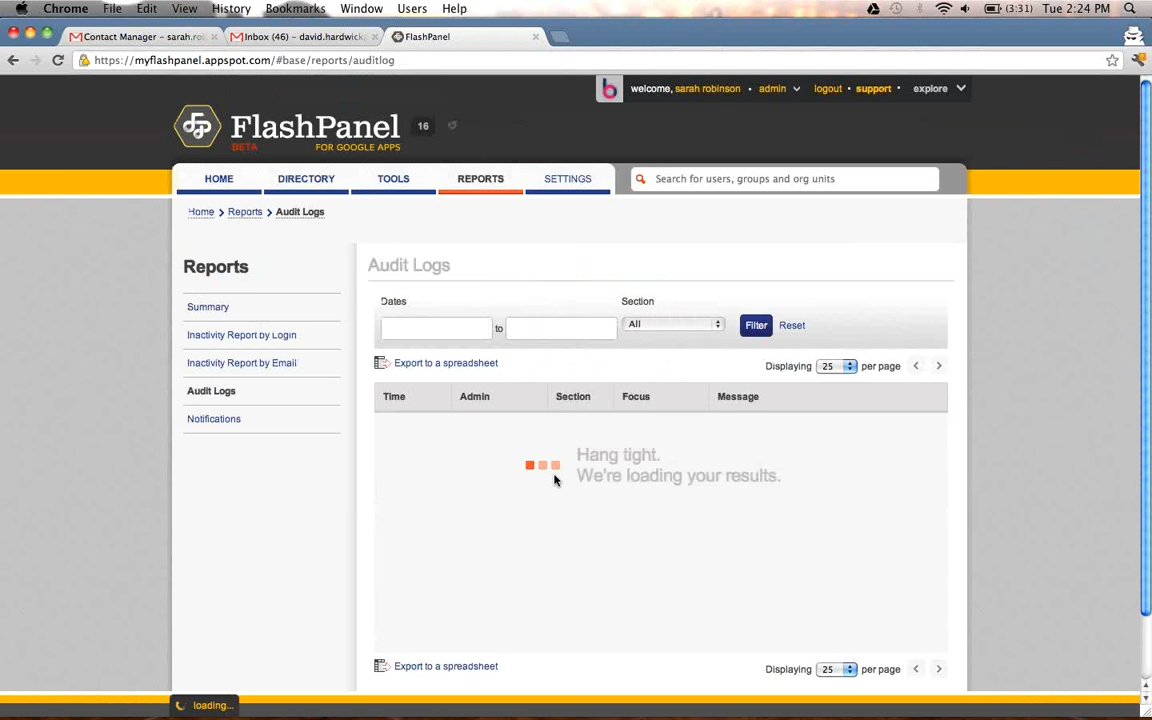 Chrome File Edit View History Bookmarks Window Users Help (3:31) Tue 2:24 PM
Contact Manager - sarah.rob Inbox (46) - david.hardwick FlashPanel
https://myflashpanel.appspot.com/#base/reports/auditlog
welcome, sarah robinson • admin logout • support • explore
FlashPanel 16
BETA FOR GOOGLE APPS
HOME DIRECTORY TOOLS REPORTS SETTINGS Search for users, groups and org units
Home > Reports > Audit Logs
Reports
Summary
Inactivity Report by Login
Inactivity Report by Email
Audit Logs
Notifications
Audit Logs
Dates Section
to All Filter Reset
Export to a spreadsheet Displaying 25 per page
Time Admin Section Focus Message
Hang tight.
We're loading your results.
Export to a spreadsheet Displaying 25 per page
loading...